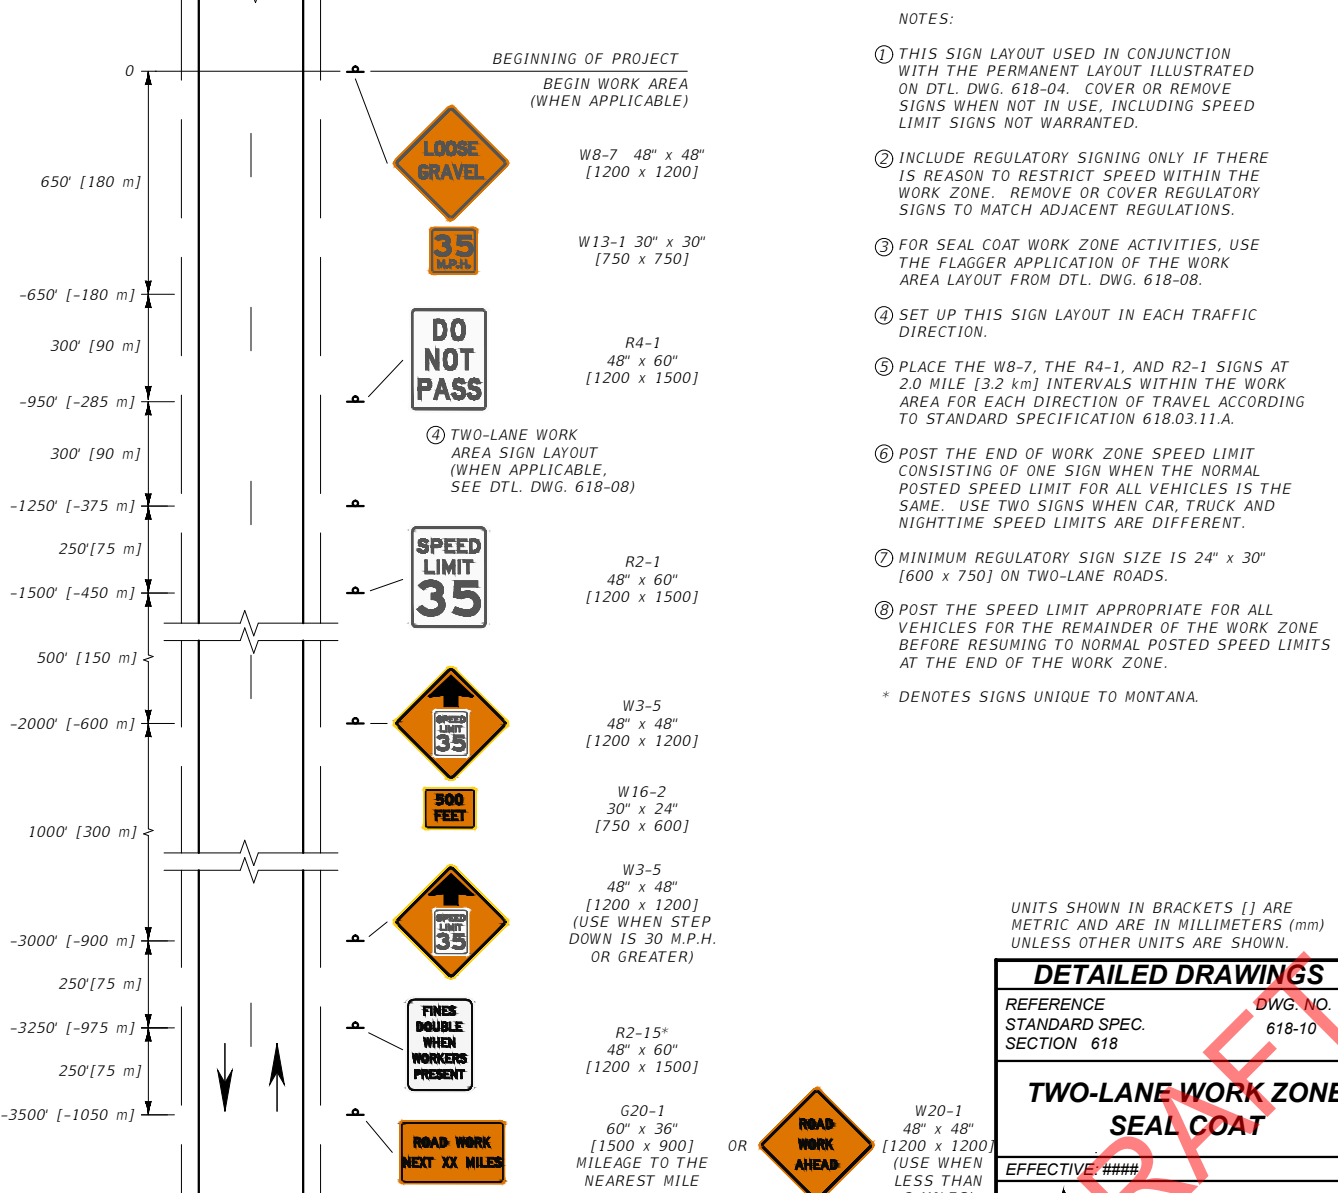 0
650' [180 m]
-650' [-180 m]
300' [90 m]
-950' [-285 m]
300' [90 m]
-1250' [-375 m]
250'[75 m]
-1500' [-450 m]
500' [150 m]
-2000' [-600 m]
1000' [300 m]
-3000' [-900 m]
250'[75 m]
-3250' [-975 m]
250'[75 m]
-3500' [-1050 m]
BEGINNING OF PROJECT
BEGIN WORK AREA
(WHEN APPLICABLE)
LOOSE
GRAVEL
W8-7 48" x 48"
[1200 x 1200]
35
M.P.H.
W13-1 30" x 30"
[750 x 750]
DO
NOT
PASS
R4-1
48" x 60"
[1200 x 1500]
④ TWO-LANE WORK
AREA SIGN LAYOUT
(WHEN APPLICABLE,
SEE DTL. DWG. 618-08)
SPEED
LIMIT
35
R2-1
48" x 60"
[1200 x 1500]
SPEED
LIMIT
35
W3-5
48" x 48"
[1200 x 1200]
500
FEET
W16-2
30" x 24"
[750 x 600]
SPEED
LIMIT
35
W3-5
48" x 48"
[1200 x 1200]
(USE WHEN STEP
DOWN IS 30 M.P.H.
OR GREATER)
FINES
DOUBLE
WHEN
WORKERS
PRESENT
R2-15*
48" x 60"
[1200 x 1500]
ROAD WORK
NEXT XX MILES
G20-1
60" x 36"
[1500 x 900]
MILEAGE TO THE
NEAREST MILE
OR
ROAD
WORK
AHEAD
W20-1
48" x 48"
[1200 x 1200]
(USE WHEN
LESS THAN
NOTES:
① THIS SIGN LAYOUT USED IN CONJUNCTION
WITH THE PERMANENT LAYOUT ILLUSTRATED
ON DTL. DWG. 618-04. COVER OR REMOVE
SIGNS WHEN NOT IN USE, INCLUDING SPEED
LIMIT SIGNS NOT WARRANTED.
② INCLUDE REGULATORY SIGNING ONLY IF THERE
IS REASON TO RESTRICT SPEED WITHIN THE
WORK ZONE. REMOVE OR COVER REGULATORY
SIGNS TO MATCH ADJACENT REGULATIONS.
③ FOR SEAL COAT WORK ZONE ACTIVITIES, USE
THE FLAGGER APPLICATION OF THE WORK
AREA LAYOUT FROM DTL. DWG. 618-08.
④ SET UP THIS SIGN LAYOUT IN EACH TRAFFIC
DIRECTION.
⑤ PLACE THE W8-7, THE R4-1, AND R2-1 SIGNS AT
2.0 MILE [3.2 km] INTERVALS WITHIN THE WORK
AREA FOR EACH DIRECTION OF TRAVEL ACCORDING
TO STANDARD SPECIFICATION 618.03.11.A.
⑥ POST THE END OF WORK ZONE SPEED LIMIT
CONSISTING OF ONE SIGN WHEN THE NORMAL
POSTED SPEED LIMIT FOR ALL VEHICLES IS THE
SAME. USE TWO SIGNS WHEN CAR, TRUCK AND
NIGHTTIME SPEED LIMITS ARE DIFFERENT.
⑦ MINIMUM REGULATORY SIGN SIZE IS 24" x 30"
[600 x 750] ON TWO-LANE ROADS.
⑧ POST THE SPEED LIMIT APPROPRIATE FOR ALL
VEHICLES FOR THE REMAINDER OF THE WORK ZONE
BEFORE RESUMING TO NORMAL POSTED SPEED LIMITS
AT THE END OF THE WORK ZONE.
* DENOTES SIGNS UNIQUE TO MONTANA.
UNITS SHOWN IN BRACKETS [] ARE
METRIC AND ARE IN MILLIMETERS (mm)
UNLESS OTHER UNITS ARE SHOWN.
DETAILED DRAWINGS
REFERENCE
STANDARD SPEC.
SECTION 618
DWG. NO.
618-10
TWO-LANE WORK ZONE
SEAL COAT
EFFECTIVE: ####
RAFT